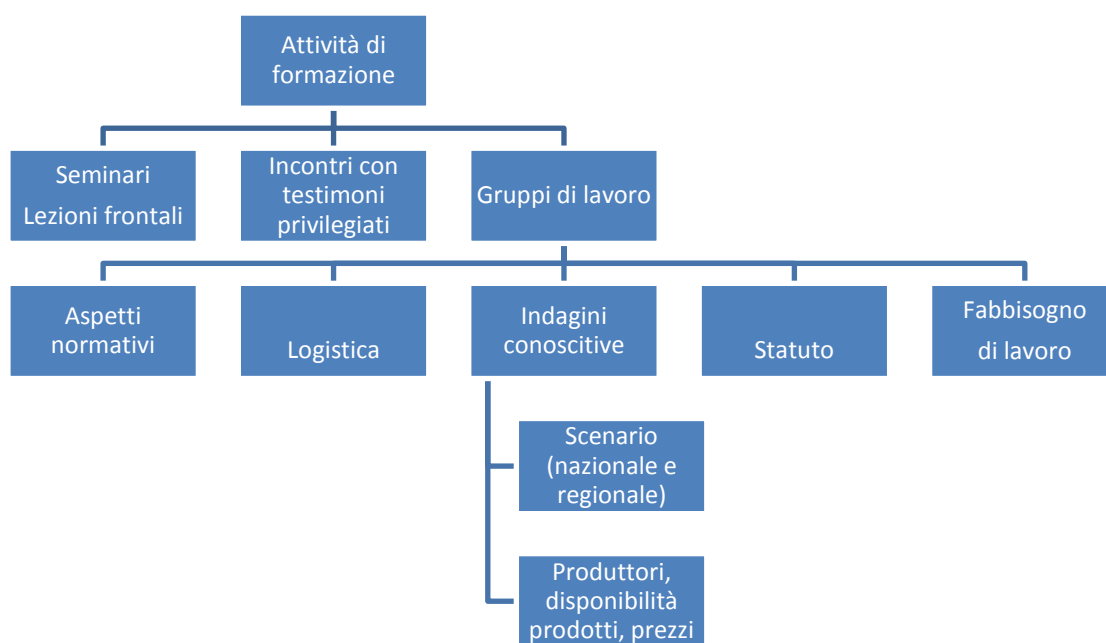 Attività di
formazione
Seminari
Lezioni frontali
Incontri con
testimoni
privilegiati
Gruppi di lavoro
Aspetti
normativi
Logistica
Indagini
conoscitive
Statuto
Fabbisogno
di lavoro
Scenario
(nazionale e
regionale)
Produttori,
disponibilità
prodotti, prezzi